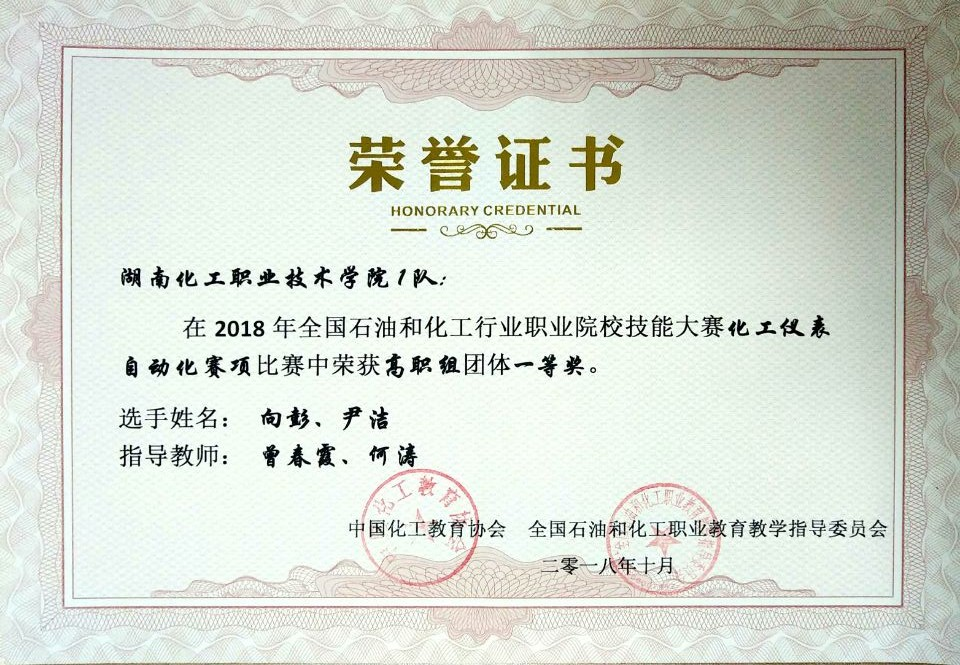 荣誉证书
HONORARY CREDENTIAL
湖南化工职业技术学院1队:
在 2018 年全国石油和化工行业职业院校技能大赛化工仪表
自动化赛项比赛中荣获高职组团体一等奖。
选手姓名: 向彭、尹洁
指导教师: 曾春霞、何涛
中国化工教育协会 全国石油和化工职业教育教学指导委员会
二零一八年十月